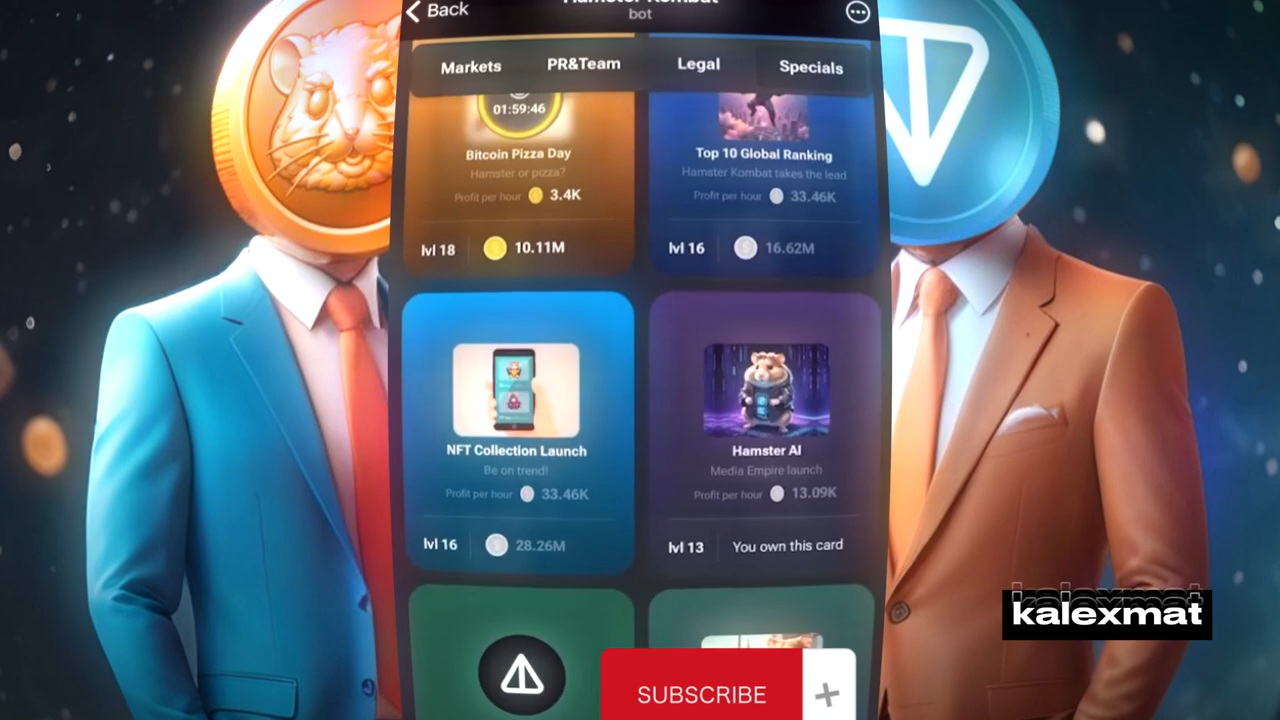 Back
Hamster Kombat
bot
Markets
PR&Team
Legal
Specials
01:59:46
Bitcoin Pizza Day
Hamster or pizza?
Profit per hour 3.4K
lvl 18
10.11M
Top 10 Global Ranking
Hamster Kombat takes the lead
Profit per hour 33.46K
lvl 16
16.62M
NFT Collection Launch
Be on trend!
Profit per hour 33.46K
lvl 16
28.26M
Hamster AI
Media Empire launch
Profit per hour 13.09K
lvl 13
You own this card
kalexmat
SUBSCRIBE +